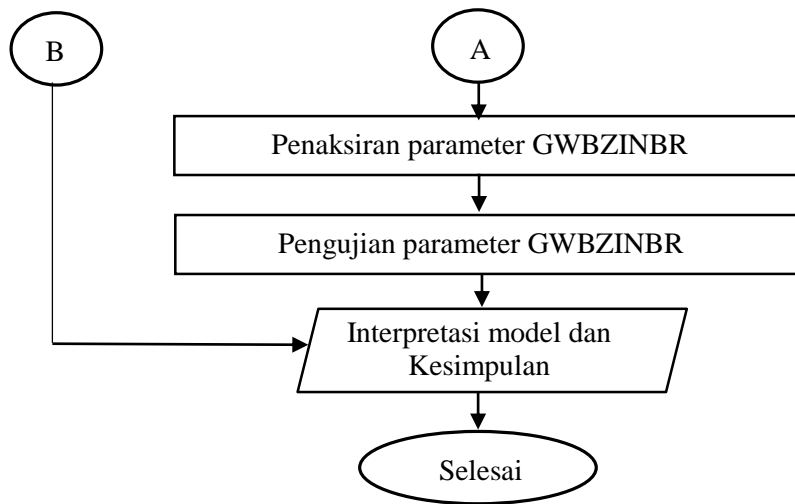 B
A
Penaksiran parameter GWBZINBR
Pengujian parameter GWBZINBR
Interpretasi model dan
Kesimpulan
Selesai